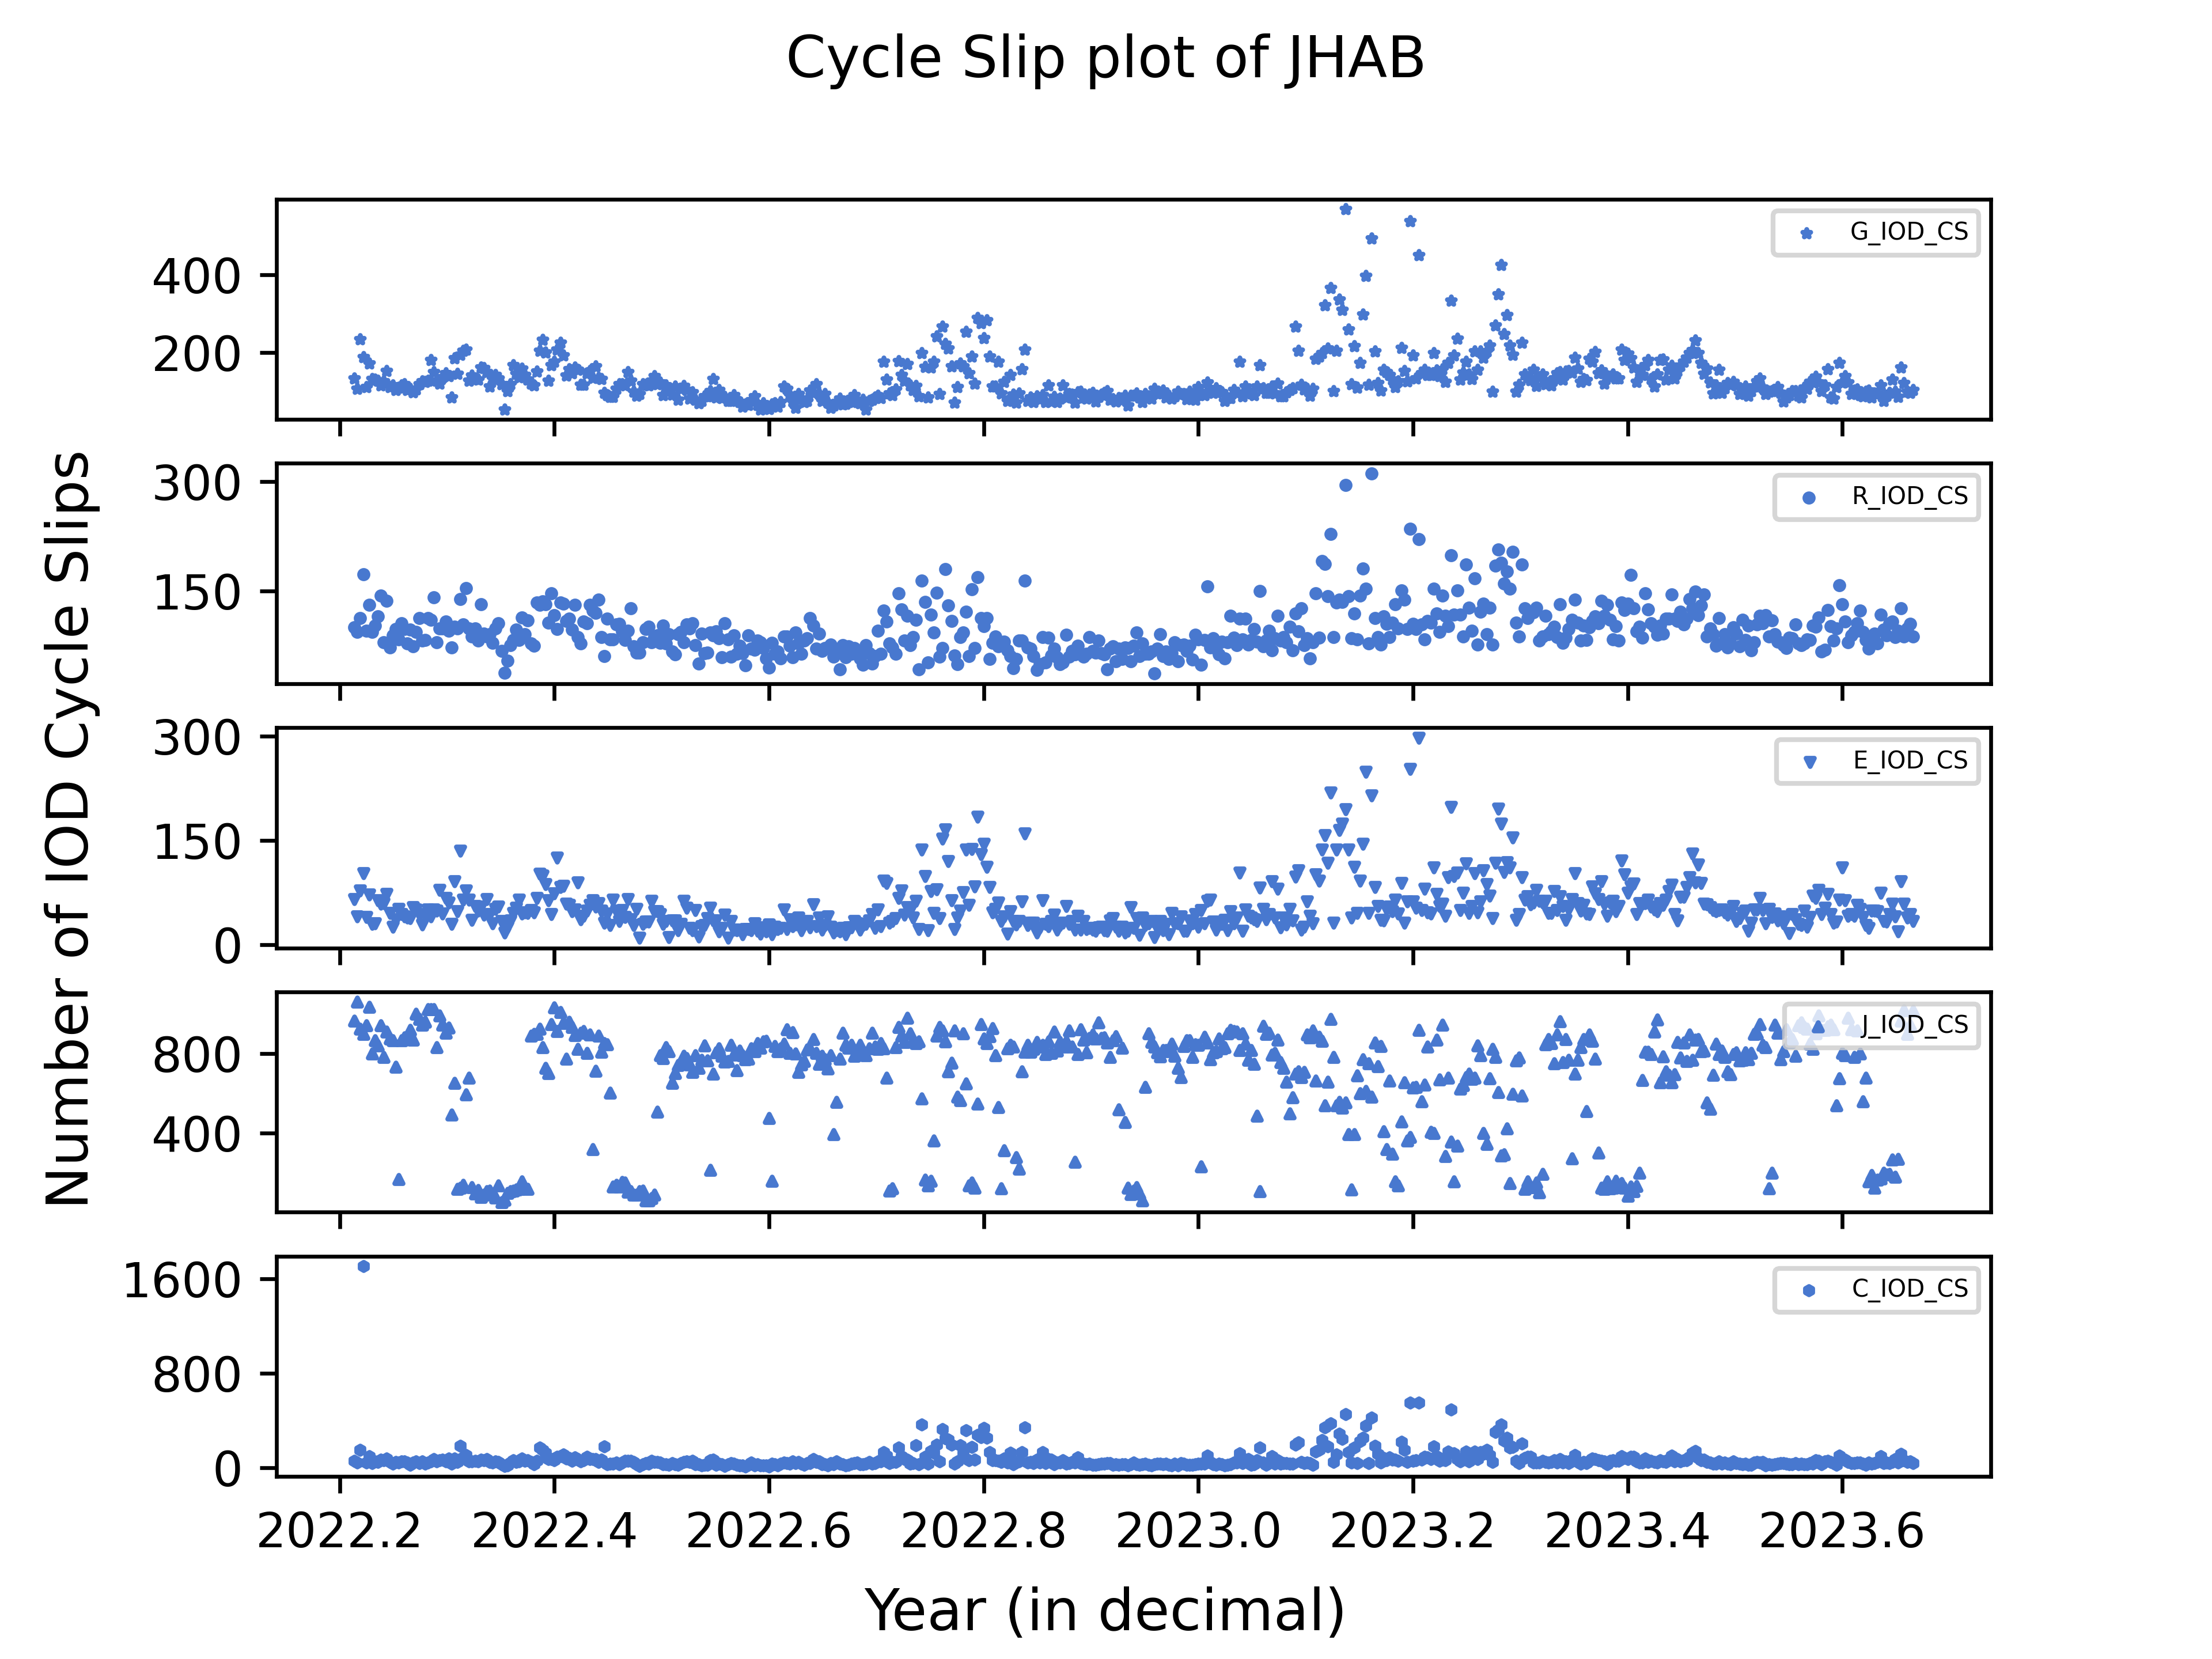 Cycle Slip plot of JHAB
Number of IOD Cycle Slips
400
200
G_IOD_CS
300
150
R_IOD_CS
300
150
0
E_IOD_CS
800
400
J_IOD_CS
1600
800
0
C_IOD_CS
2022.2 2022.4 2022.6 2022.8 2023.0 2023.2 2023.4 2023.6
Year (in decimal)